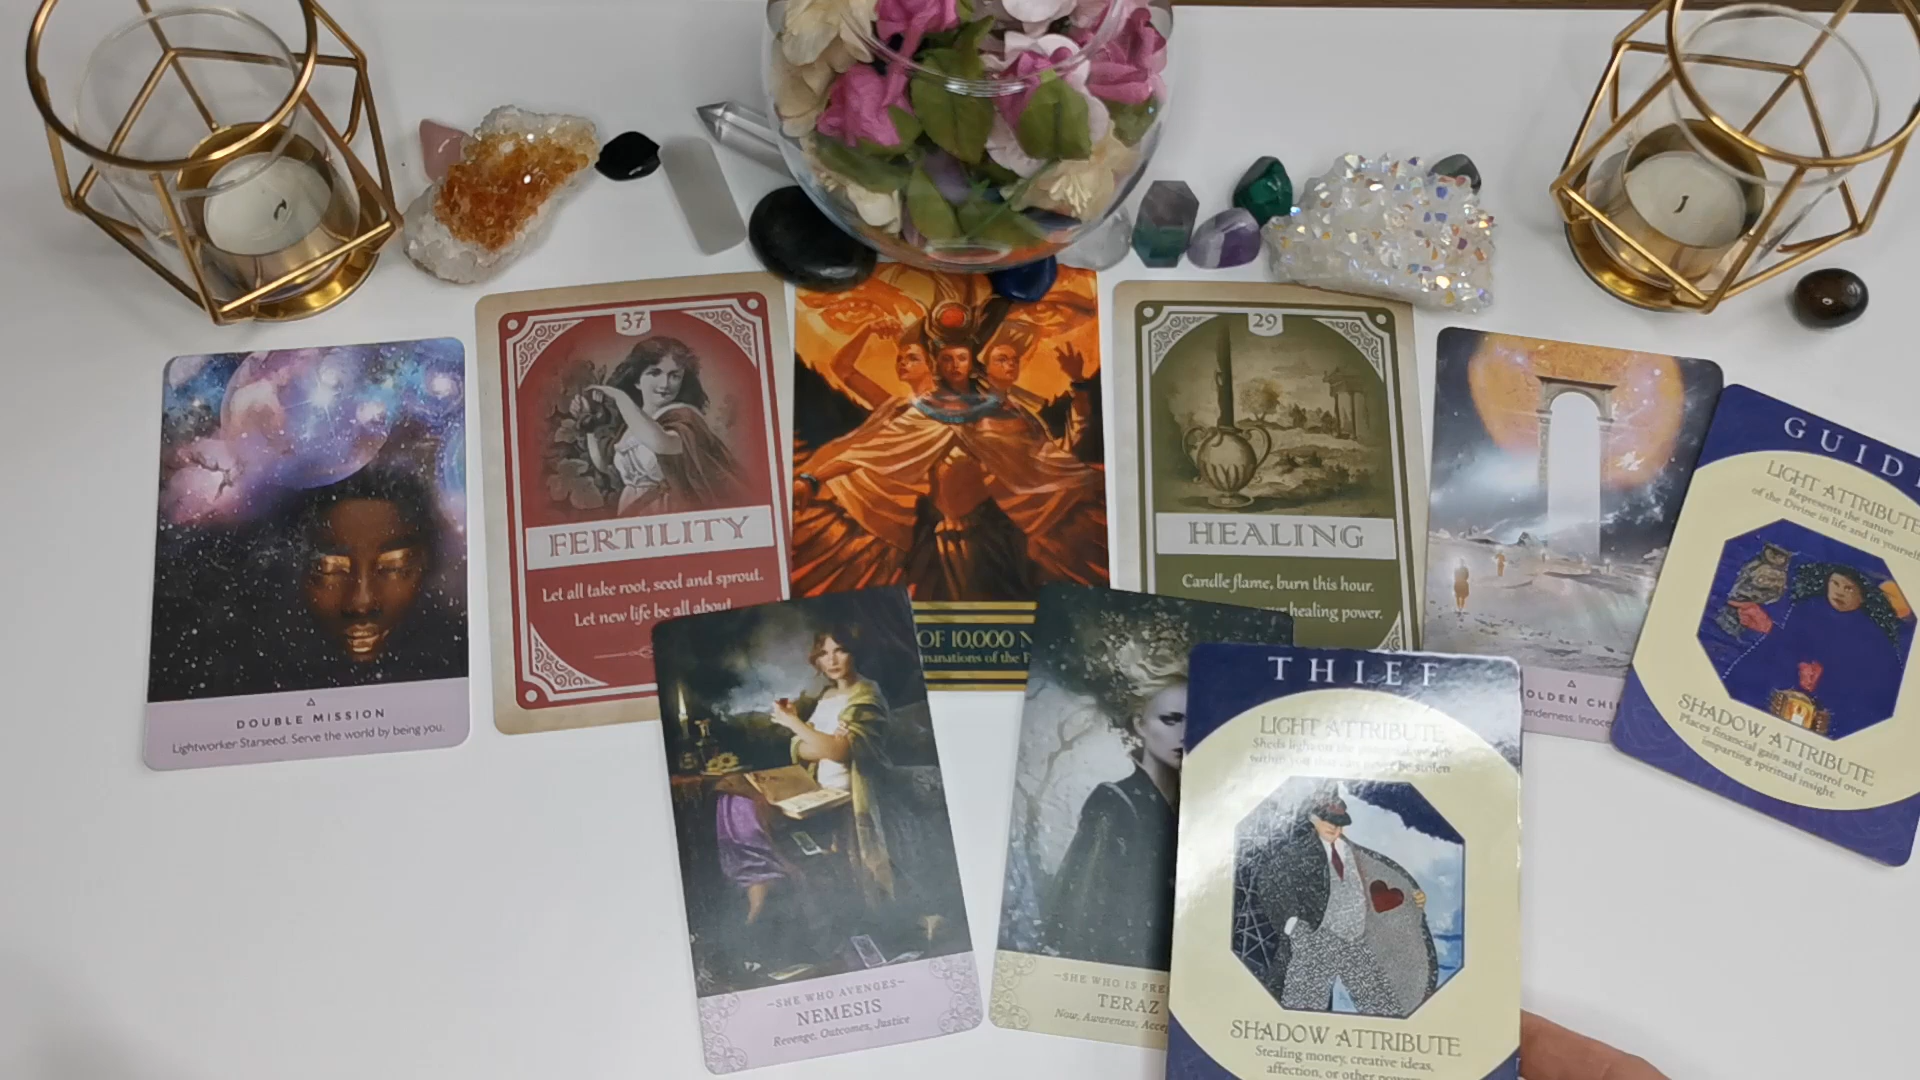 DOUBLE MISSION
Lightworker Starseed. Serve the world by being you.
37
FERTILITY
Let all take root, seed and sprout.
Let new life be all about
OF 10,000 N
manations of the
29
HEALING
Candle flame, burn this hour.
healing power.
OLDEN CHI
enderness, Innoce
GUID
LIGHT ATTRIBUTE
Represents the nature
of the Divine in life and in yourself
SHADOW ATTRIBUTE
Places financial gain and control over
imparting spiritual insight.
-SHE WHO AVENGES-
NEMESIS
Revenge, Outcomes, Justice
-SHE WHO IS PRE
TERAZ
Now, Awareness, Acce
THIEF
LIGHT ATTRIBUTE
Sheds light on the
within you that can never be stolen
SHADOW ATTRIBUTE
Stealing money, creative ideas,
affection, or other